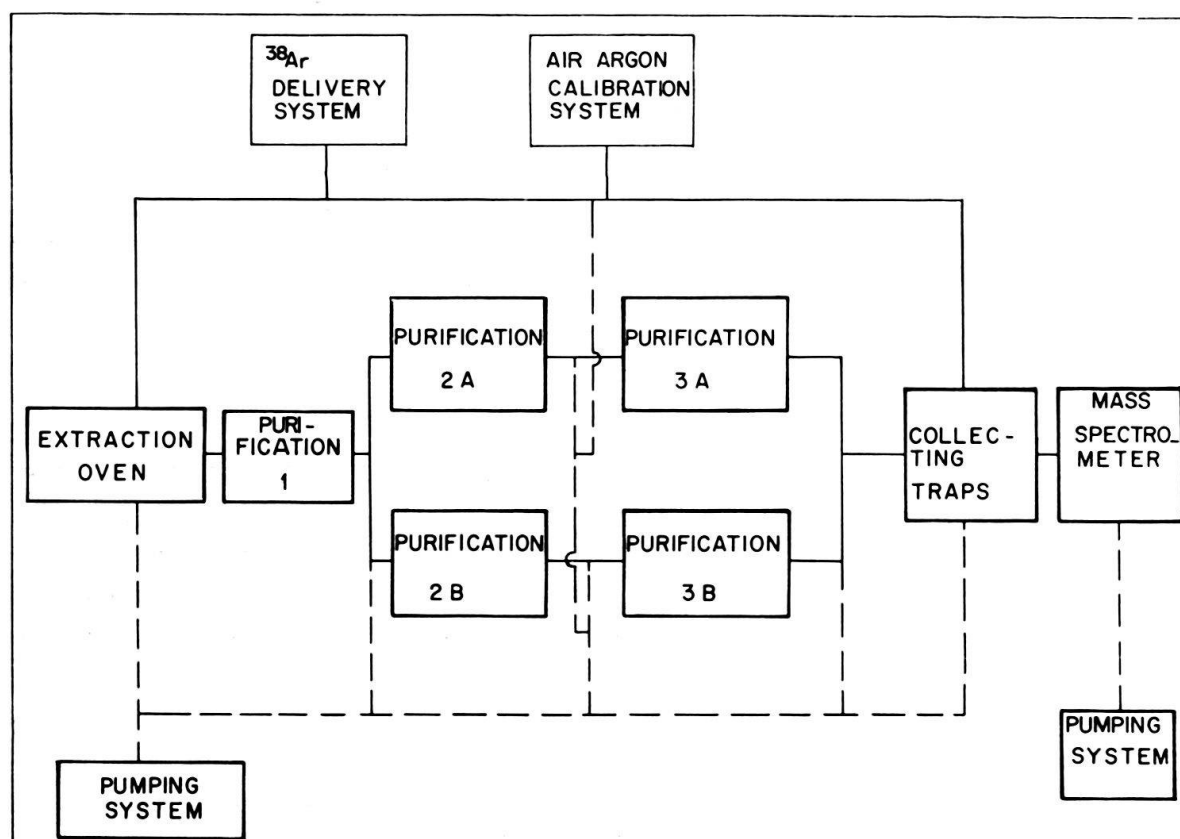 38Ar
DELIVERY
SYSTEM
AIR ARGON
CALIBRATION
SYSTEM
PURIFICATION
2 A
PURIFICATION
3 A
EXTRACTION
OVEN
PURI-
FICATION
1
COLLEC-
TING
TRAPS
MASS
SPECTRO-
METER
PURIFICATION
2 B
PURIFICATION
3 B
PUMPING
SYSTEM
PUMPING
SYSTEM